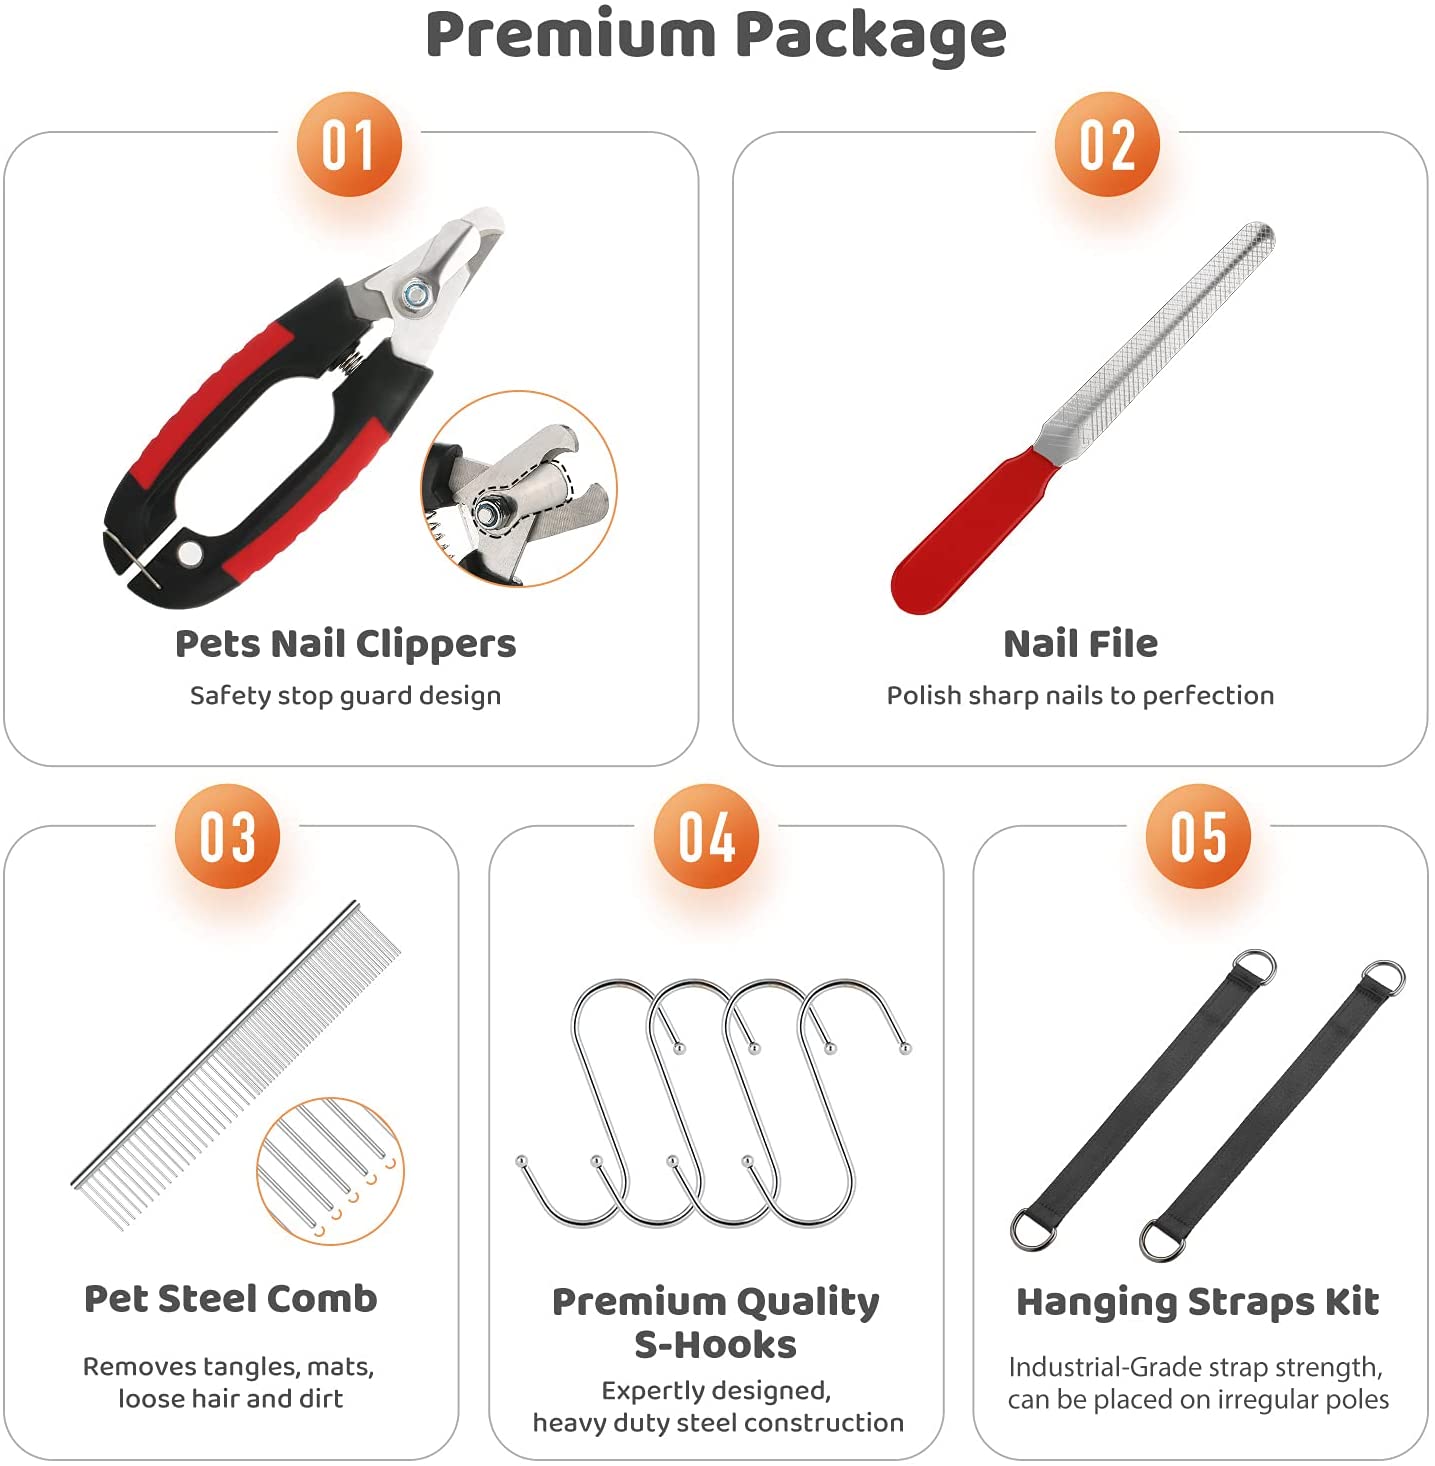 Premium Package
01
02
Pets Nail Clippers
Safety stop guard design
Nail File
Polish sharp nails to perfection
03
04
05
Pet Steel Comb
Removes tangles, mats,
loose hair and dirt
Premium Quality
S-Hooks
Expertly designed,
heavy duty steel construction
Hanging Straps Kit
Industrial-Grade strap strength,
can be placed on irregular poles